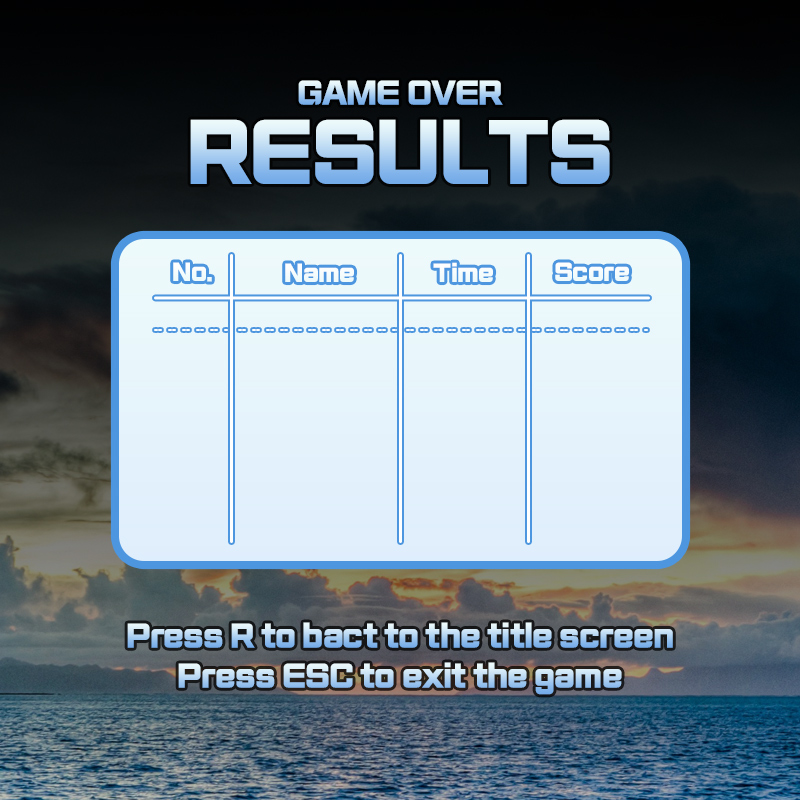 GAME OVER
RESULTS
No. Name Time Score
Press R to bact to the title screen
Press ESC to exit the game